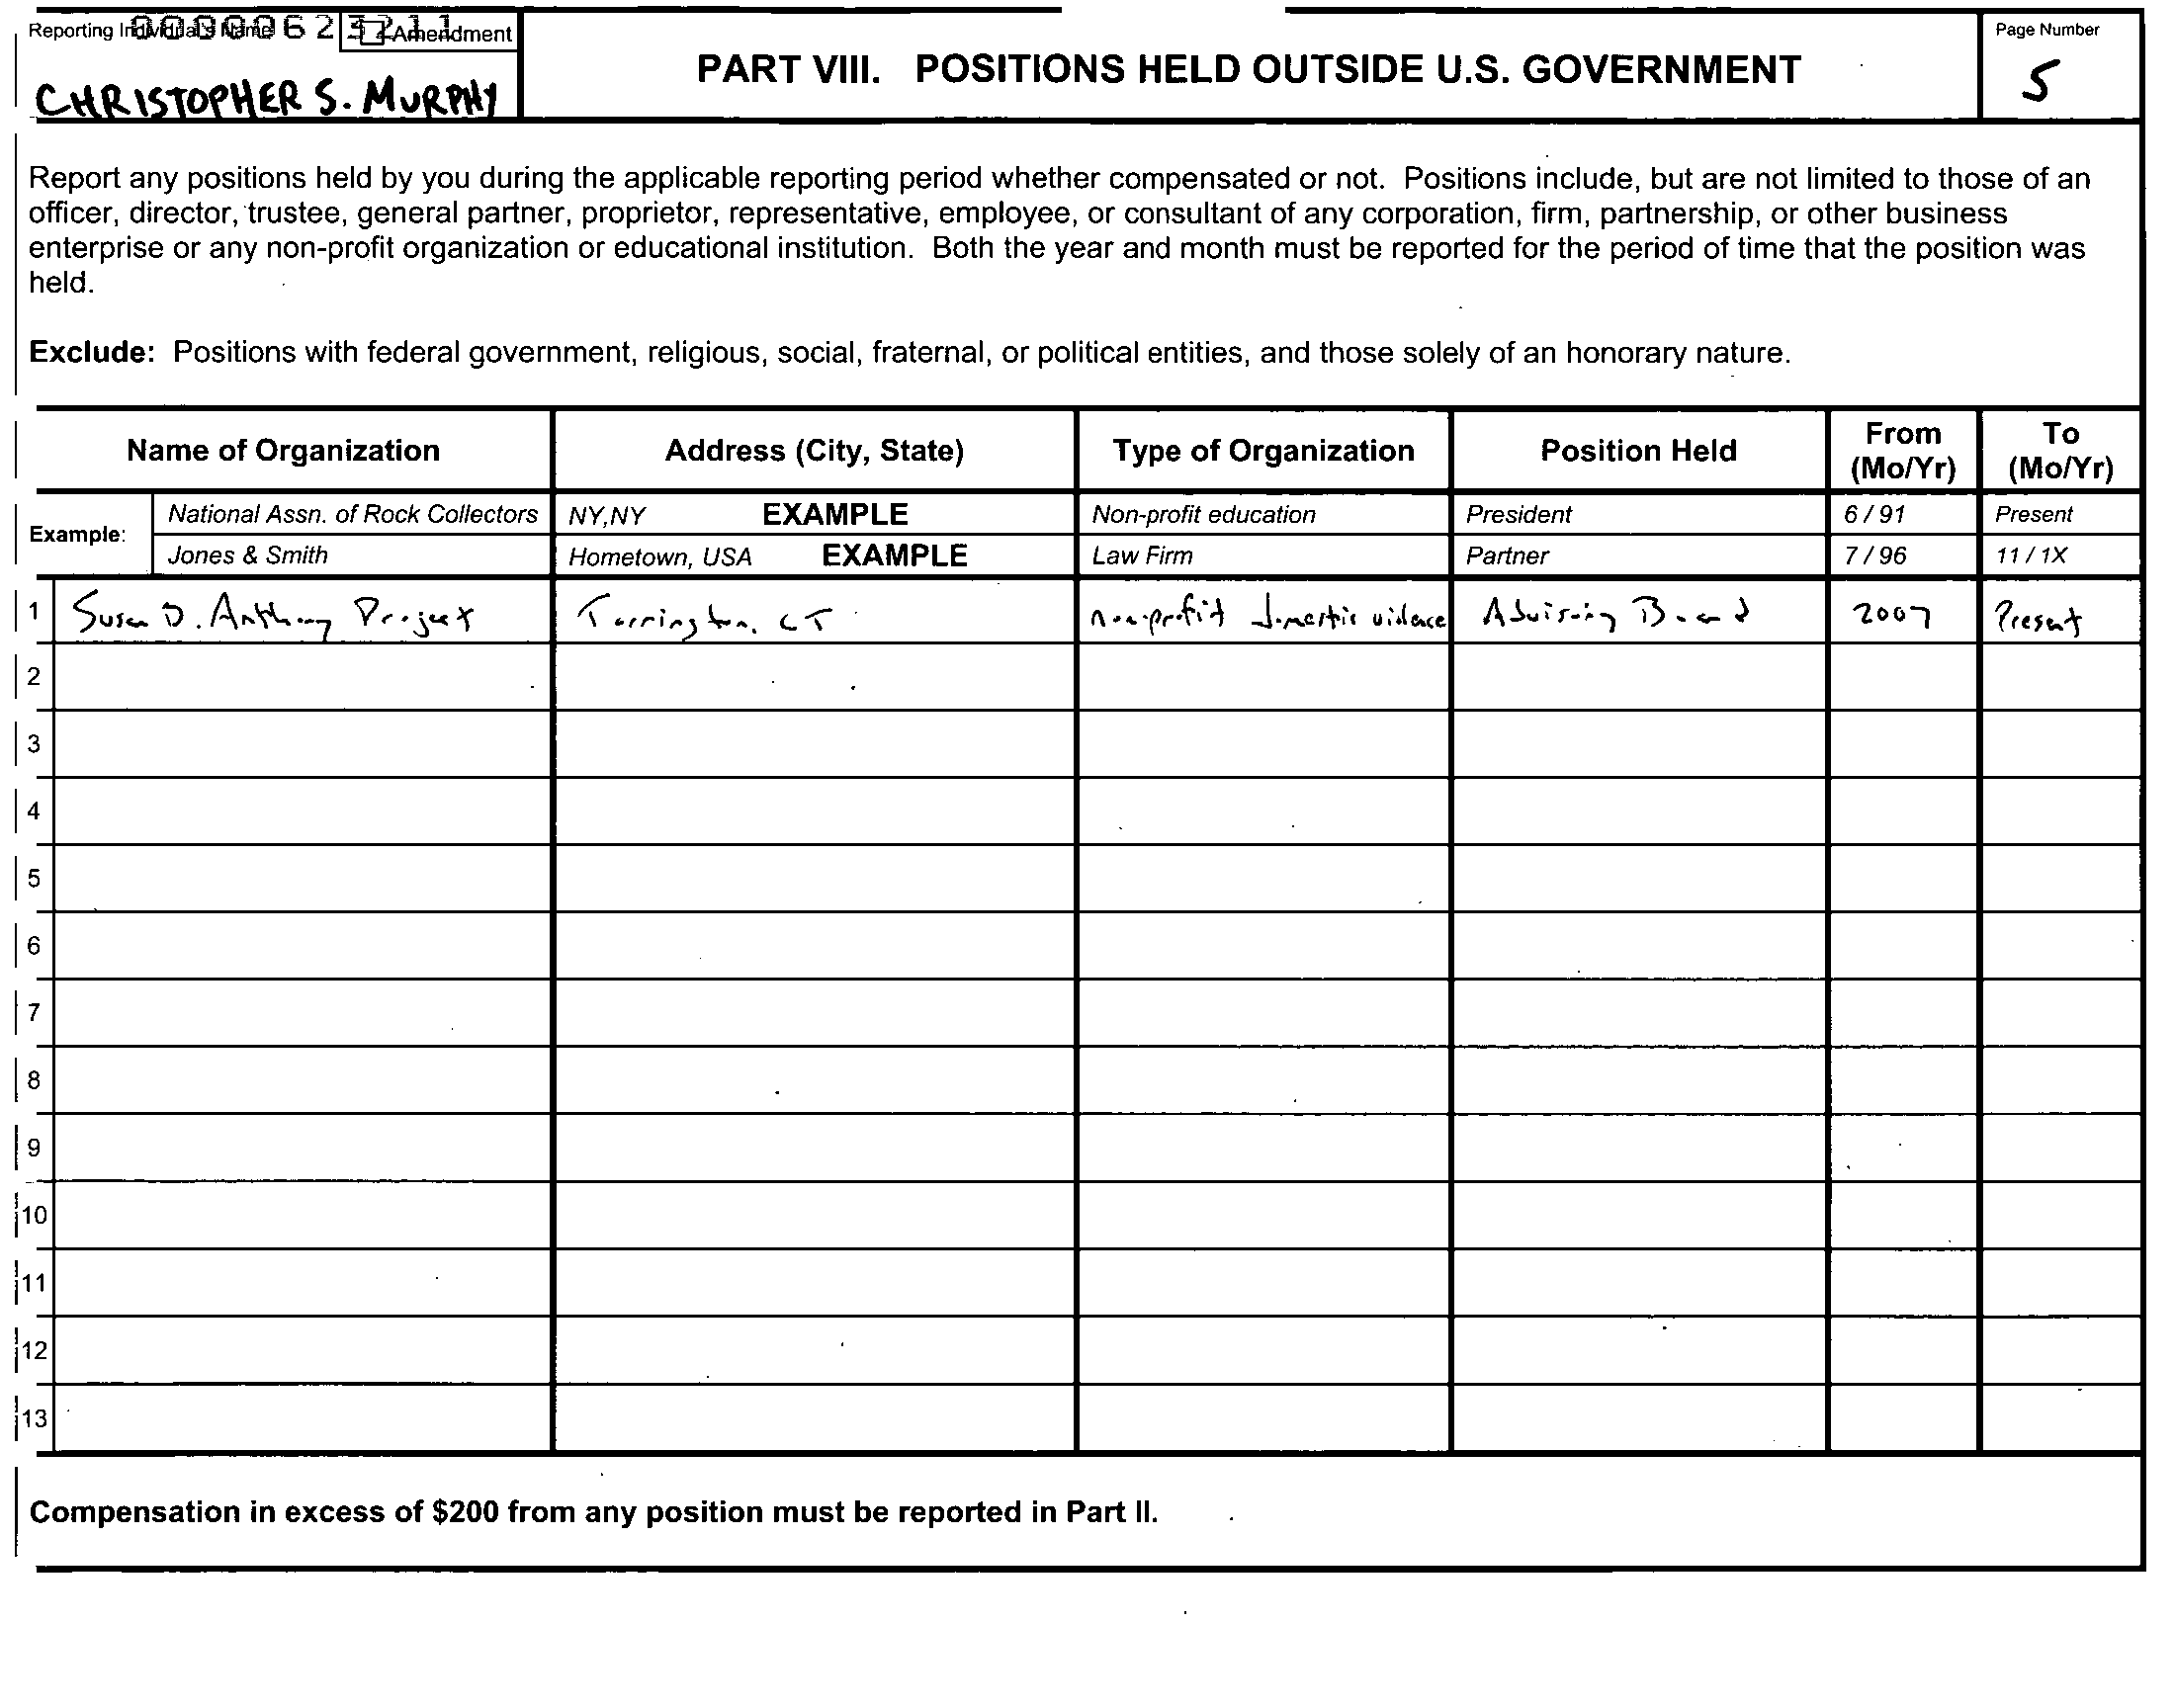 Reporting Individual's Name
00000623211
Amendment
CHRISTOPHER S. MURPHY
PART VIII. POSITIONS HELD OUTSIDE U.S. GOVERNMENT
Page Number
5
Report any positions held by you during the applicable reporting period whether compensated or not. Positions include, but are not limited to those of an
officer, director, trustee, general partner, proprietor, representative, employee, or consultant of any corporation, firm, partnership, or other business
enterprise or any non-profit organization or educational institution. Both the year and month must be reported for the period of time that the position was
held.
Exclude: Positions with federal government, religious, social, fraternal, or political entities, and those solely of an honorary nature.
Name of Organization Address (City, State) Type of Organization Position Held From (Mo/Yr) To (Mo/Yr)
Example: National Assn. of Rock Collectors NY,NY EXAMPLE Non-profit education President 6 / 91 Present
Jones & Smith Hometown, USA EXAMPLE Law Firm Partner 7 / 96 11 / 1X
1 Susan B. Anthony Project Torrington, CT non-profit domestic violence Advisory Board 2007 Present
2
3
4
5
6
7
8
9
10
11
12
13
Compensation in excess of $200 from any position must be reported in Part II.